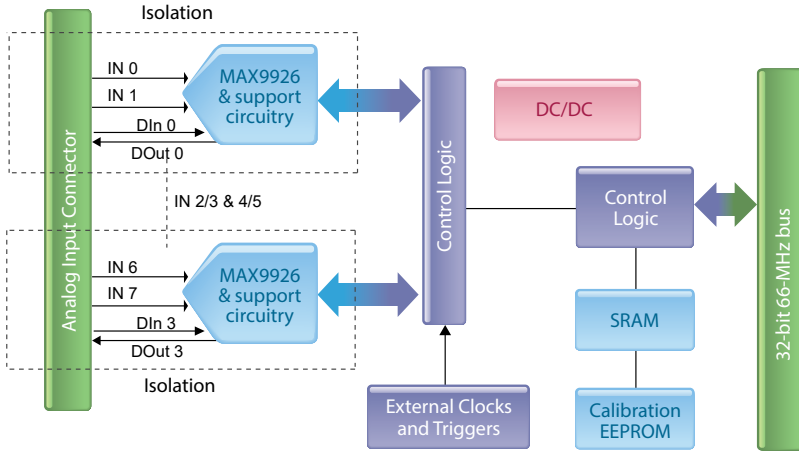 Isolation
Analog Input Connector
IN 0
IN 1
DIn 0
DOut 0
MAX9926
& support
circuitry
IN 2/3 & 4/5
IN 6
IN 7
DIn 3
DOut 3
MAX9926
& support
circuitry
Isolation
Control Logic
External Clocks
and Triggers
DC/DC
Control
Logic
SRAM
Calibration
EEPROM
32-bit 66-MHz bus